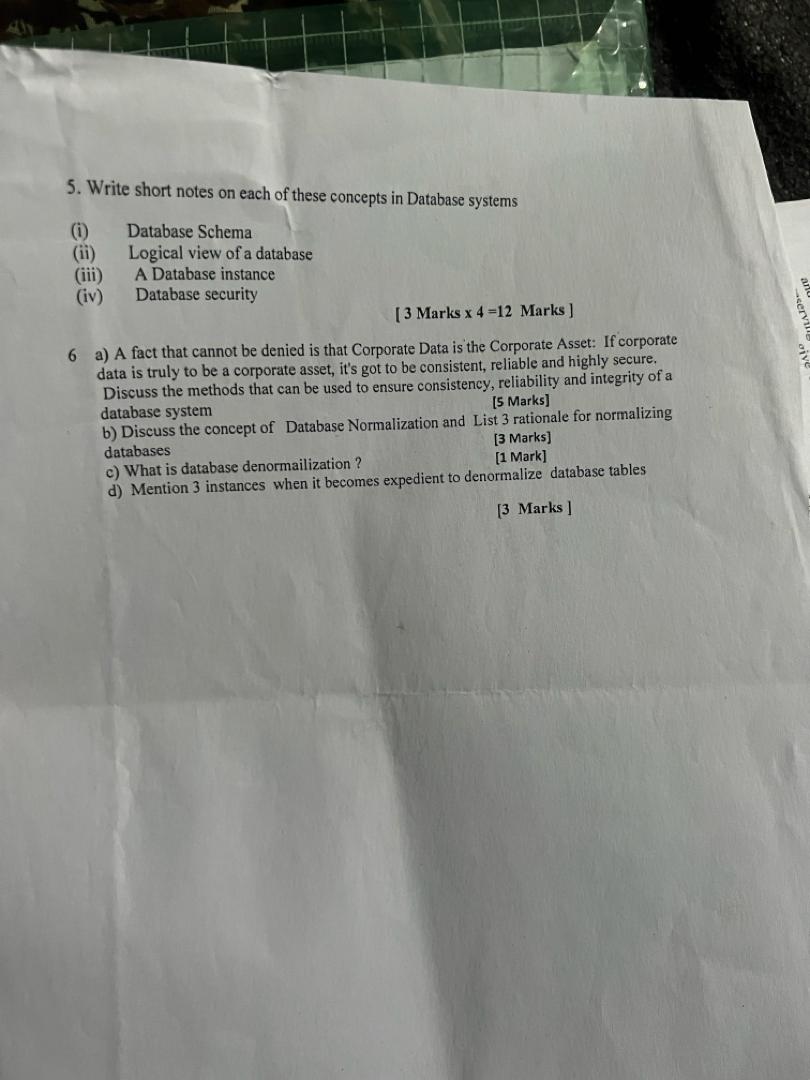 5. Write short notes on each of these concepts in Database systems
(i) Database Schema
(ii) Logical view of a database
(iii) A Database instance
(iv) Database security
[ 3 Marks x 4 =12 Marks ]
6 a) A fact that cannot be denied is that Corporate Data is the Corporate Asset: If corporate
data is truly to be a corporate asset, it's got to be consistent, reliable and highly secure.
Discuss the methods that can be used to ensure consistency, reliability and integrity of a
database system [5 Marks]
b) Discuss the concept of Database Normalization and List 3 rationale for normalizing
databases [3 Marks]
c) What is database denormailization ? [1 Mark]
d) Mention 3 instances when it becomes expedient to denormalize database tables
[3 Marks ]